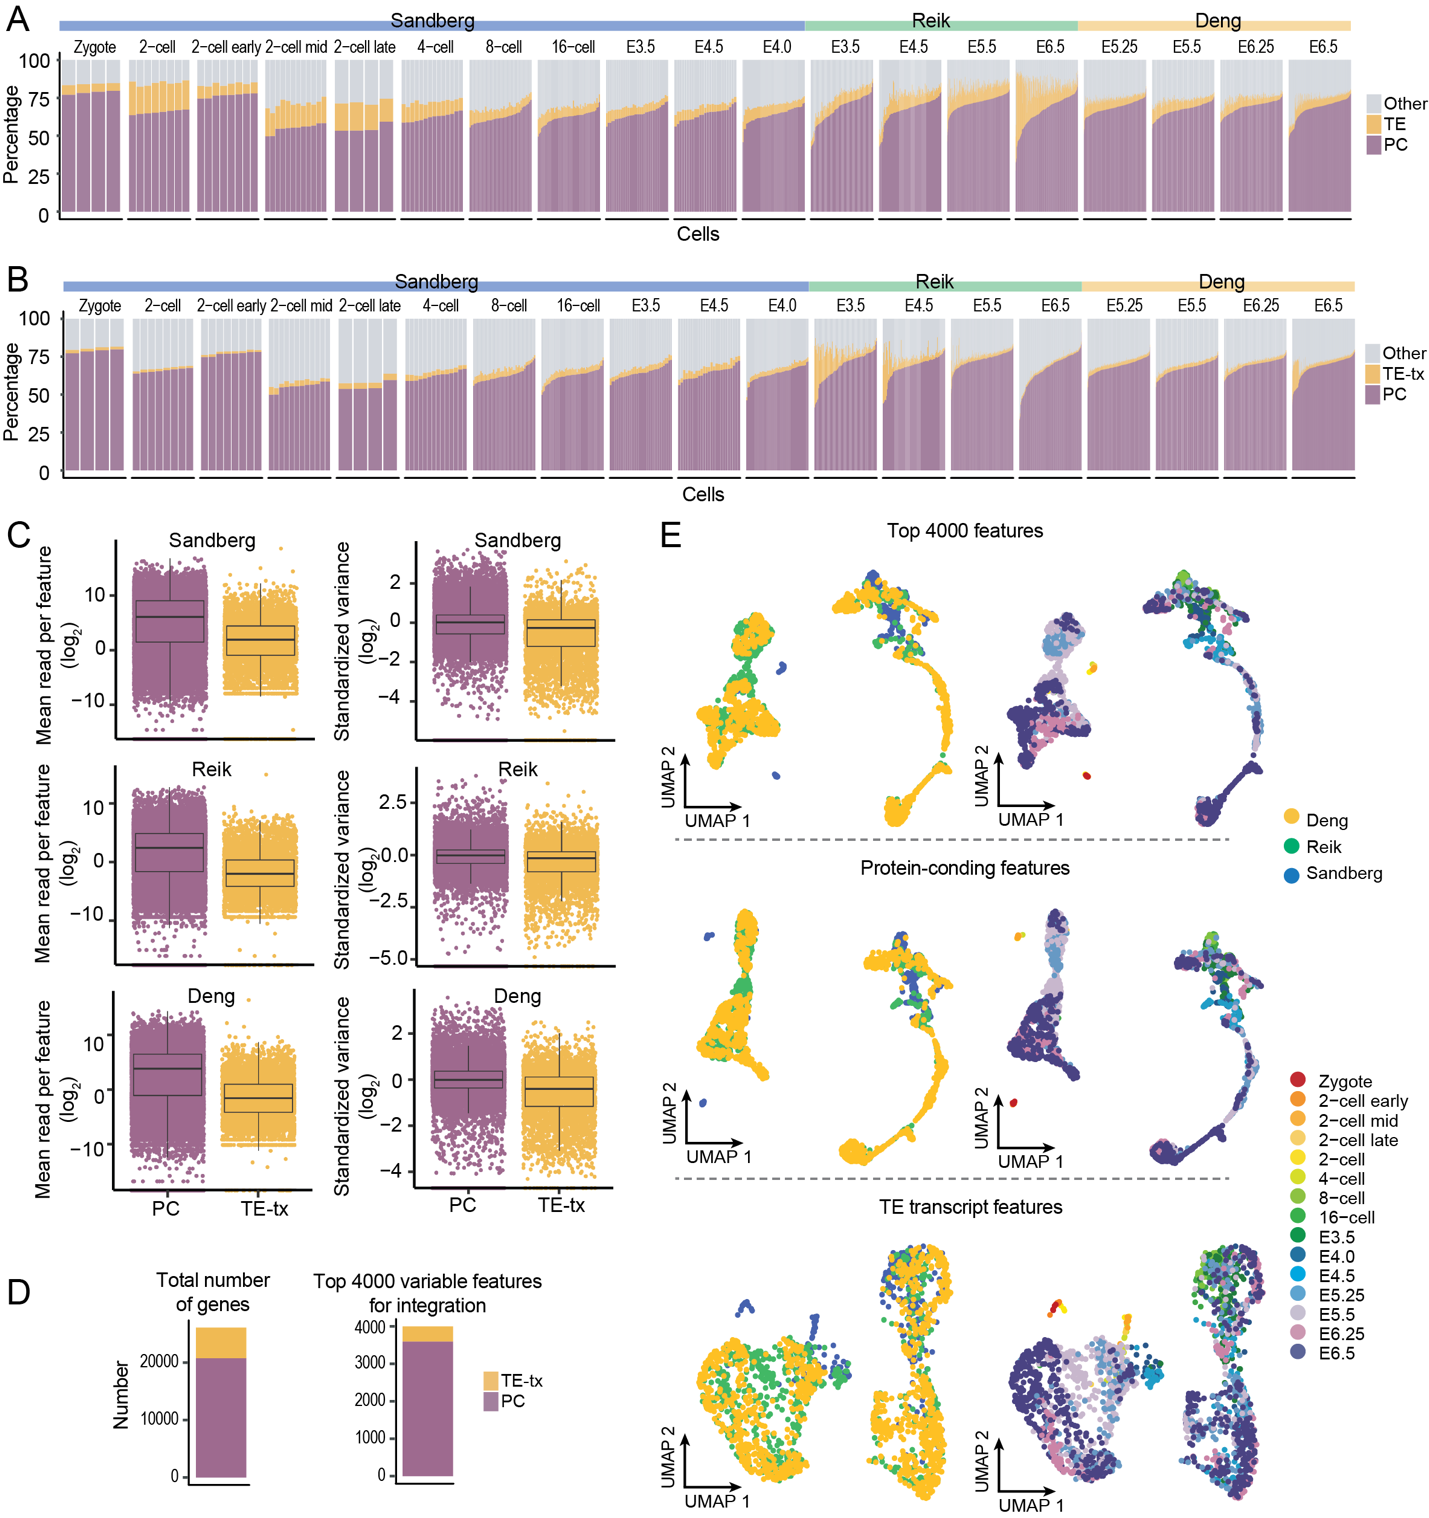 A
Sandberg Reik Deng
Zygote 2−cell 2−cell early 2−cell mid 2−cell late 4−cell 8−cell 16−cell E3.5 E4.5 E4.0 E3.5 E4.5 E5.5 E6.5 E5.25 E5.5 E6.25 E6.5
100
75
50
25
0
Percentage
Cells
Other
TE
PC
B
Sandberg Reik Deng
Zygote 2−cell 2−cell early 2−cell mid 2−cell late 4−cell 8−cell 16−cell E3.5 E4.5 E4.0 E3.5 E4.5 E5.5 E6.5 E5.25 E5.5 E6.25 E6.5
100
75
50
25
0
Percentage
Cells
Other
TE-tx
PC
C
Sandberg
Mean read per feature
(log2)
10
0
−10
Sandberg
Standardized variance
(log2)
2
0
−2
−4
Reik
Mean read per feature
(log2)
10
0
−10
Reik
Standardized variance
(log2)
2.5
0.0
−2.5
−5.0
Deng
Mean read per feature
(log2)
10
0
−10
Deng
Standardized variance
(log2)
2
0
−2
−4
PC TE-tx
PC TE-tx
D
Total number
of genes
Number
20000
10000
0
Top 4000 variable features
for integration
4000
3000
2000
1000
0
TE-tx
PC
E
Top 4000 features
UMAP 2
UMAP 1
UMAP 2
UMAP 1
Deng
Reik
Sandberg
Protein-conding features
UMAP 2
UMAP 1
UMAP 2
UMAP 1
TE transcript features
UMAP 2
UMAP 1
UMAP 2
UMAP 1
Zygote
2−cell early
2−cell mid
2−cell late
2−cell
4−cell
8−cell
16−cell
E3.5
E4.0
E4.5
E5.25
E5.5
E6.25
E6.5